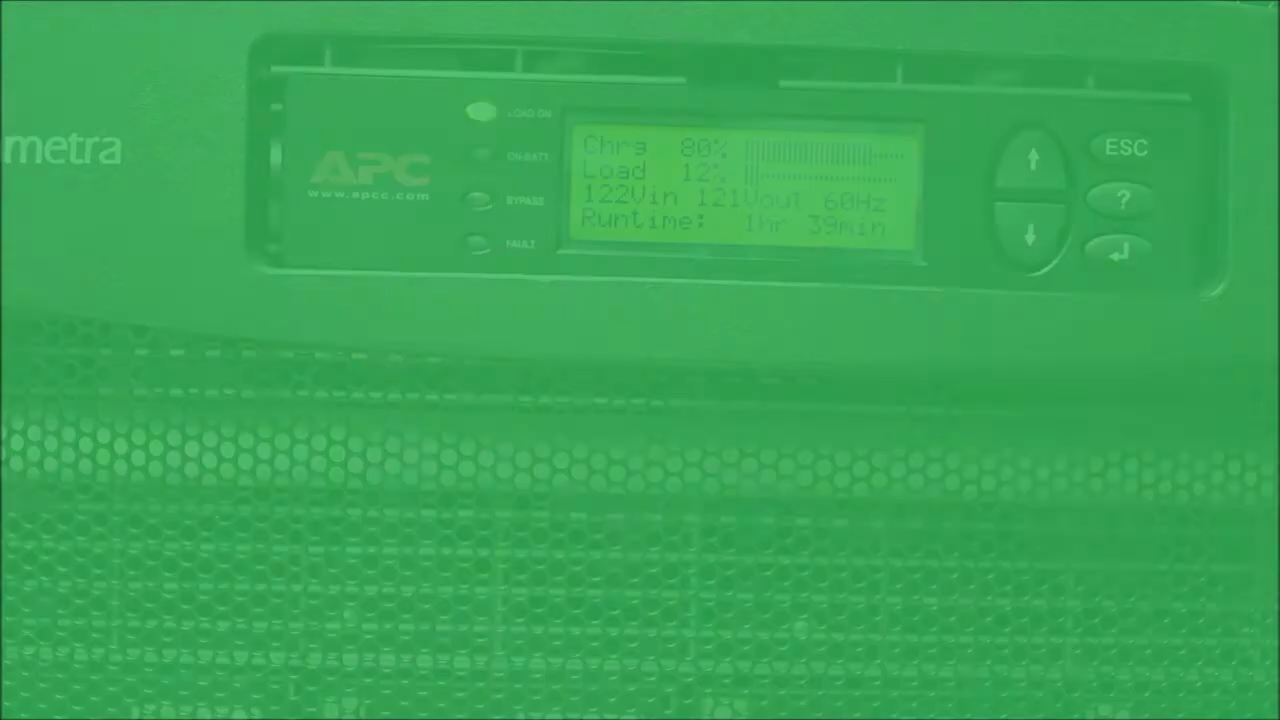 metra
APC
www.apcc.com
LOAD ON
ON BATT
BYPASS
FAULT
Chrg 80%
Load 12%
122Vin 121Vout 60Hz
Runtime: 1hr 39min
ESC
?